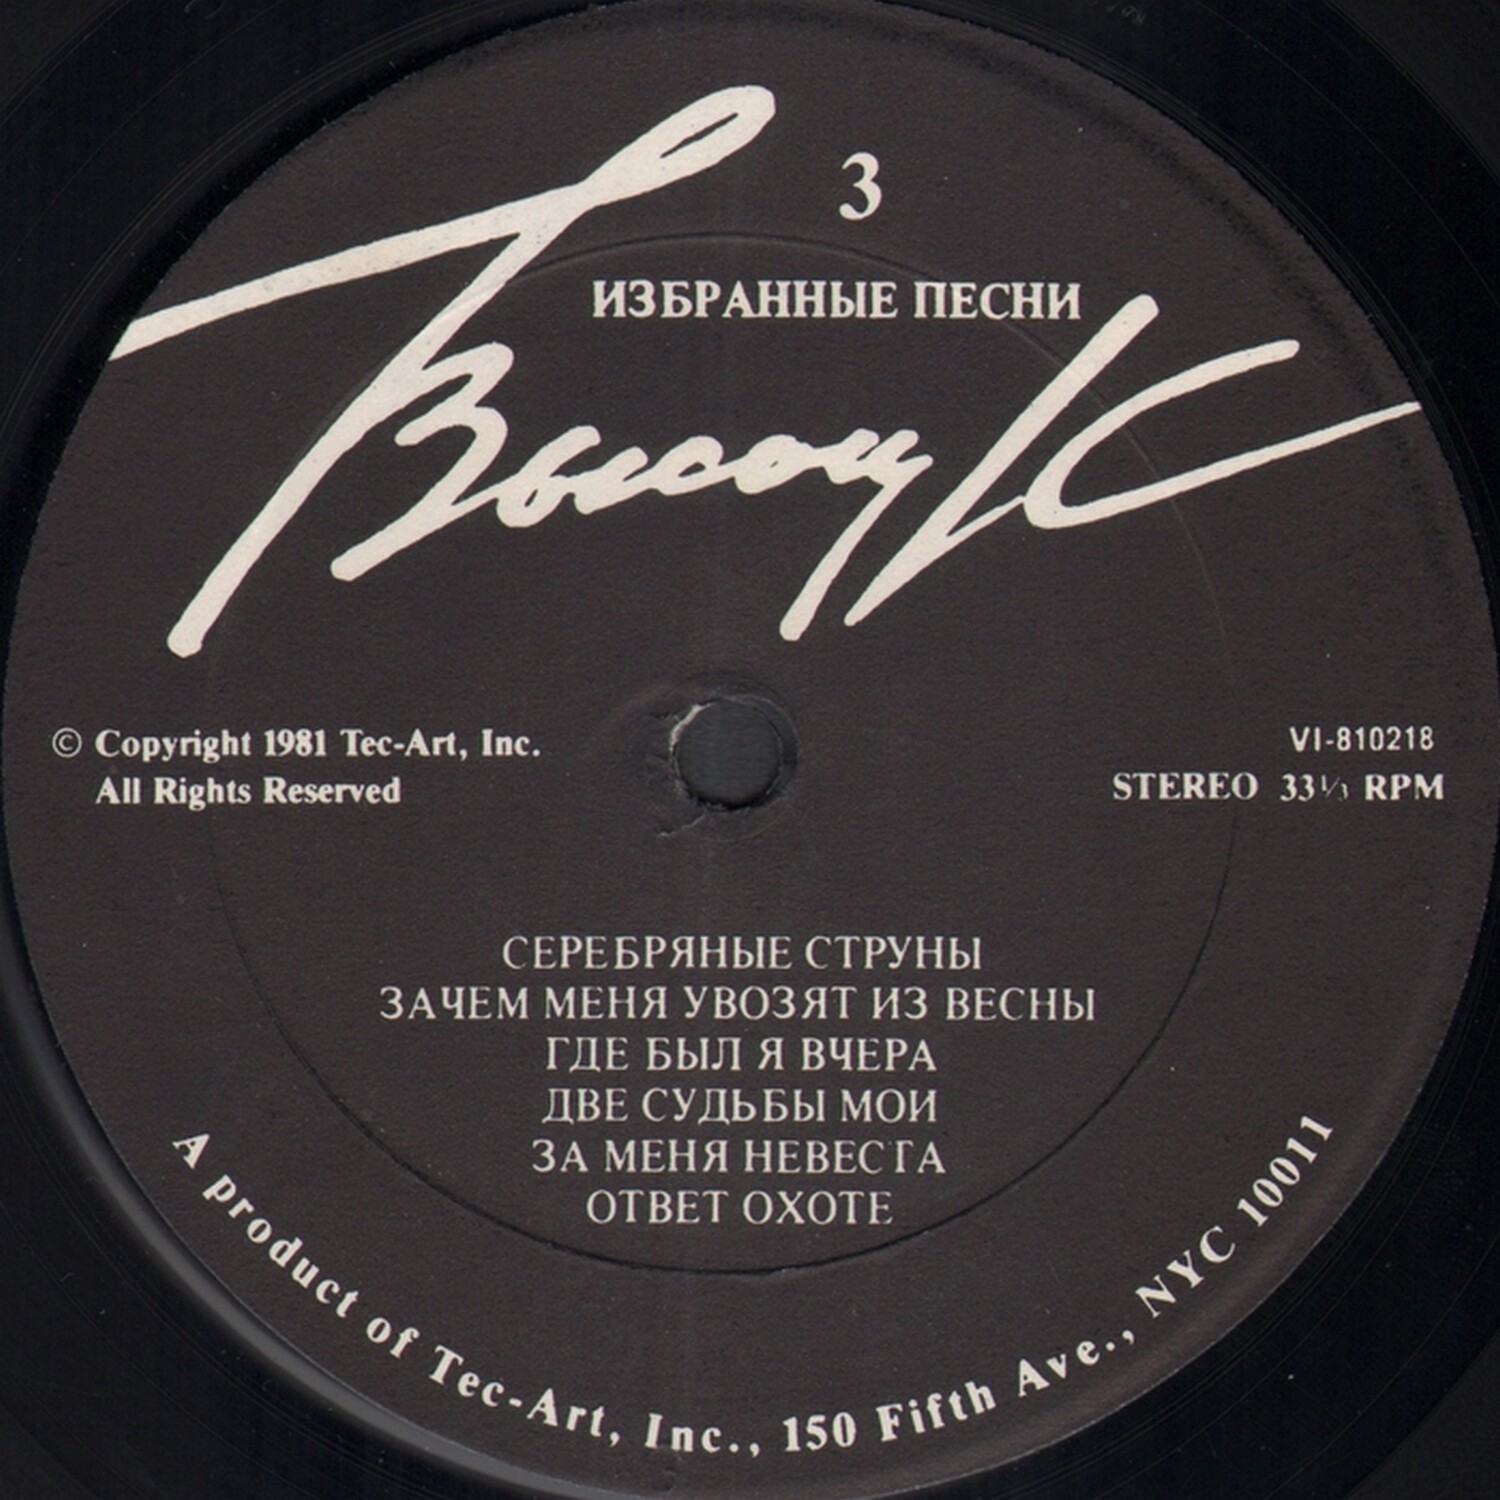 3
ИЗБРАННЫЕ ПЕСНИ
Высоцк
© Copyright 1981 Tec-Art, Inc.
All Rights Reserved
VI-810218
STEREO 33⅓ RPM
СЕРЕБРЯНЫЕ СТРУНЫ
ЗАЧЕМ МЕНЯ УВОЗЯТ ИЗ ВЕСНЫ
ГДЕ БЫЛ Я ВЧЕРА
ДВЕ СУДЬБЫ МОИ
ЗА МЕНЯ НЕВЕСТА
ОТВЕТ ОХОТЕ
A product of Tec-Art, Inc., 150 Fifth Ave., NYC 10011